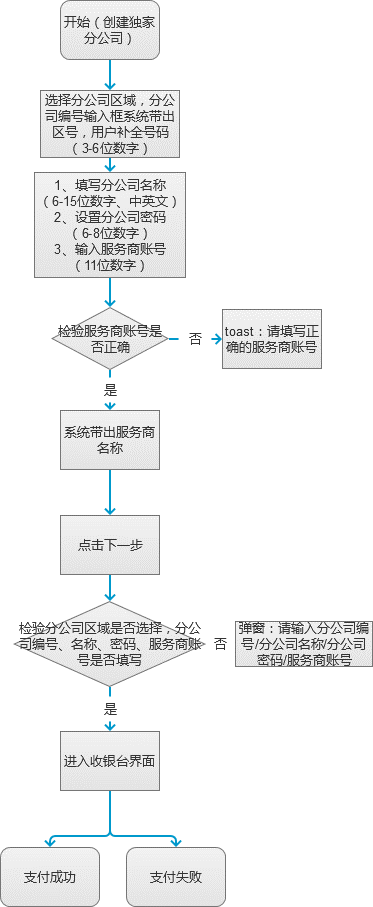 开始（创建独家
分公司）
选择分公司区域，分公
司编号输入框系统带出
区号，用户补全号码
（3-6位数字）
1、填写分公司名称
（6-15位数字、中英文）
2、设置分公司密码
（6-8位数字）
3、输入服务商账号
（11位数字）
检验服务商账号是
否正确
否
toast：请填写正
确的服务商账号
是
系统带出服务商
名称
点击下一步
检验分公司区域是否选择，分公
司编号、名称、密码、服务商账
号是否填写
否
弹窗：请输入分公司编
号/分公司名称/分公司
密码/服务商账号
是
进入收银台界面
支付成功
支付失败